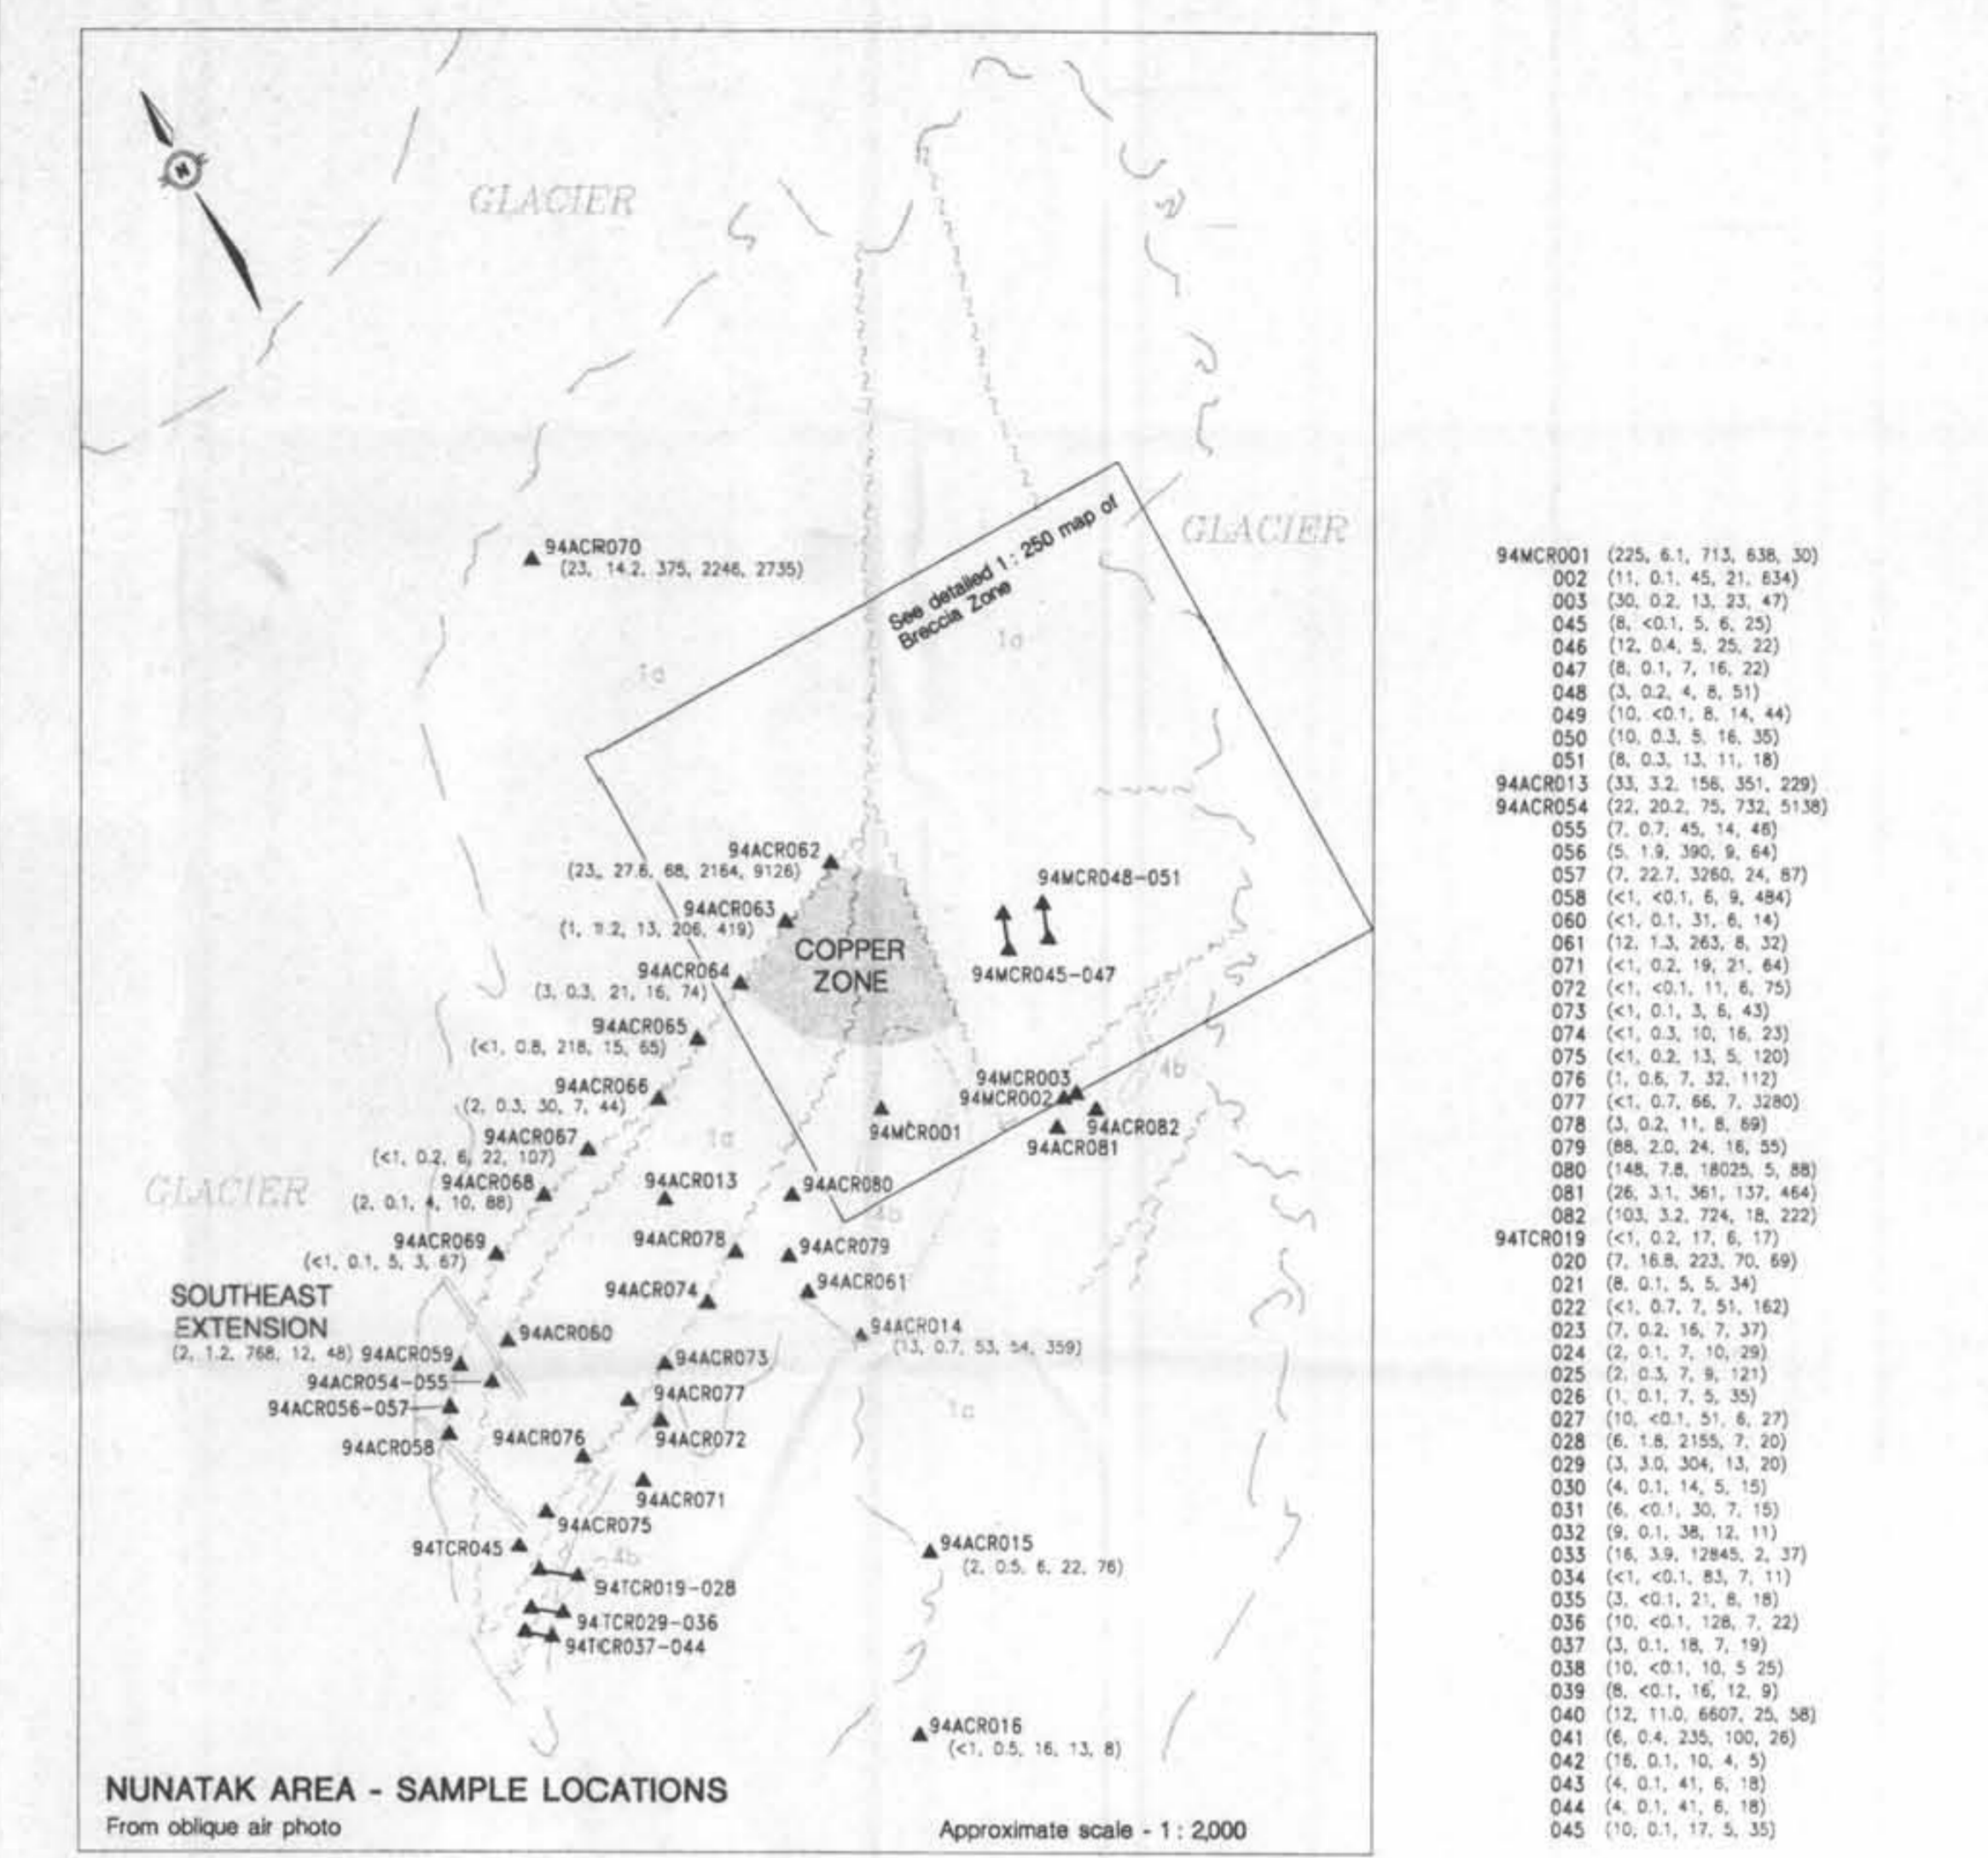 N
GLACIER
94ACR070
(23, 14.2, 375, 2246, 2735)
See detailed 1 : 250 map of
Breccia Zone
GLACIER
1a
1a
94ACR062
(23, 27.6, 68, 2164, 9126)
94ACR063
206, 419)
94ACR064
(3, 0.3, 21, 16, 74)
94ACR065
(<1, 0.8, 218, 15, 65)
94ACR066
(2, 0.3, 30, 7, 44)
94ACR067
(<1, 0.2, 6, 22, 107)
94ACR068
(2, 0.1, 4, 10, 88)
94ACR069
(<1, 0.1, 5, 3, 67)
COPPER
ZONE
94MCR048-051
94MCR045-047
94MCR003
94MCR002
94MCR001
94ACR082
94ACR081
4b
1a
GLACIER
94ACR013
94ACR080
4b
94ACR078
94ACR079
94ACR061
94ACR074
94ACR014
(13, 0.7, 53, 54, 359)
SOUTHEAST
EXTENSION
94ACR060
(2, 1.2, 768, 12, 48) 94ACR059
94ACR054-055
94ACR056-057
94ACR058
94ACR073
94ACR077
94ACR072
94ACR076
94ACR071
94ACR075
94TCR045
4b
94TCR019-028
94TCR029-036
94TCR037-044
94ACR015
(2, 0.5, 6, 22, 76)
94ACR016
(<1, 0.5, 16, 13, 8)
NUNATAK AREA - SAMPLE LOCATIONS
From oblique air photo
Approximate scale - 1 : 2,000
94MCR001 (225, 6.1, 713, 638, 30)
002 (11, 0.1, 45, 21, 634)
003 (30, 0.2, 13, 23, 47)
045 (8, <0.1, 5, 6, 25)
046 (12, 0.4, 5, 25, 22)
047 (8, 0.1, 7, 16, 22)
048 (3, 0.2, 4, 8, 51)
049 (10, <0.1, 8, 14, 44)
050 (10, 0.3, 5, 16, 35)
051 (8, 0.3, 13, 11, 18)
94ACR013 (33, 3.2, 156, 351, 229)
94ACR054 (22, 20.2, 75, 732, 5138)
055 (7, 0.7, 45, 14, 46)
056 (5, 1.9, 390, 9, 64)
057 (7, 22.7, 3260, 24, 87)
058 (<1, <0.1, 6, 9, 484)
060 (<1, 0.1, 31, 6, 14)
061 (12, 1.3, 263, 8, 32)
071 (<1, 0.2, 19, 21, 64)
072 (<1, <0.1, 11, 6, 75)
073 (<1, 0.1, 3, 6, 43)
074 (<1, 0.3, 10, 16, 23)
075 (<1, 0.2, 13, 5, 120)
076 (1, 0.6, 7, 32, 112)
077 (<1, 0.7, 66, 7, 3280)
078 (3, 0.2, 11, 8, 69)
079 (88, 2.0, 24, 16, 55)
080 (148, 7.8, 18025, 5, 88)
081 (26, 3.1, 361, 137, 464)
082 (103, 3.2, 724, 18, 222)
94TCR019 (<1, 0.2, 17, 6, 17)
020 (7, 16.8, 223, 70, 69)
021 (8, 0.1, 5, 5, 34)
022 (<1, 0.7, 7, 51, 162)
023 (7, 0.2, 16, 7, 37)
024 (2, 0.1, 7, 10, 29)
025 (2, 0.3, 7, 9, 121)
026 (1, 0.1, 7, 5, 35)
027 (10, <0.1, 51, 6, 27)
028 (6, 1.8, 2155, 7, 20)
029 (3, 3.0, 304, 13, 20)
030 (4, 0.1, 14, 5, 15)
031 (6, <0.1, 30, 7, 15)
032 (9, 0.1, 38, 12, 11)
033 (16, 3.9, 12845, 2, 37)
034 (<1, <0.1, 83, 7, 11)
035 (3, <0.1, 21, 8, 18)
036 (10, <0.1, 128, 7, 22)
037 (3, 0.1, 18, 7, 19)
038 (10, <0.1, 10, 5 25)
039 (8, <0.1, 16, 12, 9)
040 (12, 11.0, 6607, 25, 58)
041 (6, 0.4, 235, 100, 26)
042 (16, 0.1, 10, 4, 5)
043 (4, 0.1, 41, 6, 18)
044 (4, 0.1, 41, 6, 18)
045 (10, 0.1, 17, 5, 35)